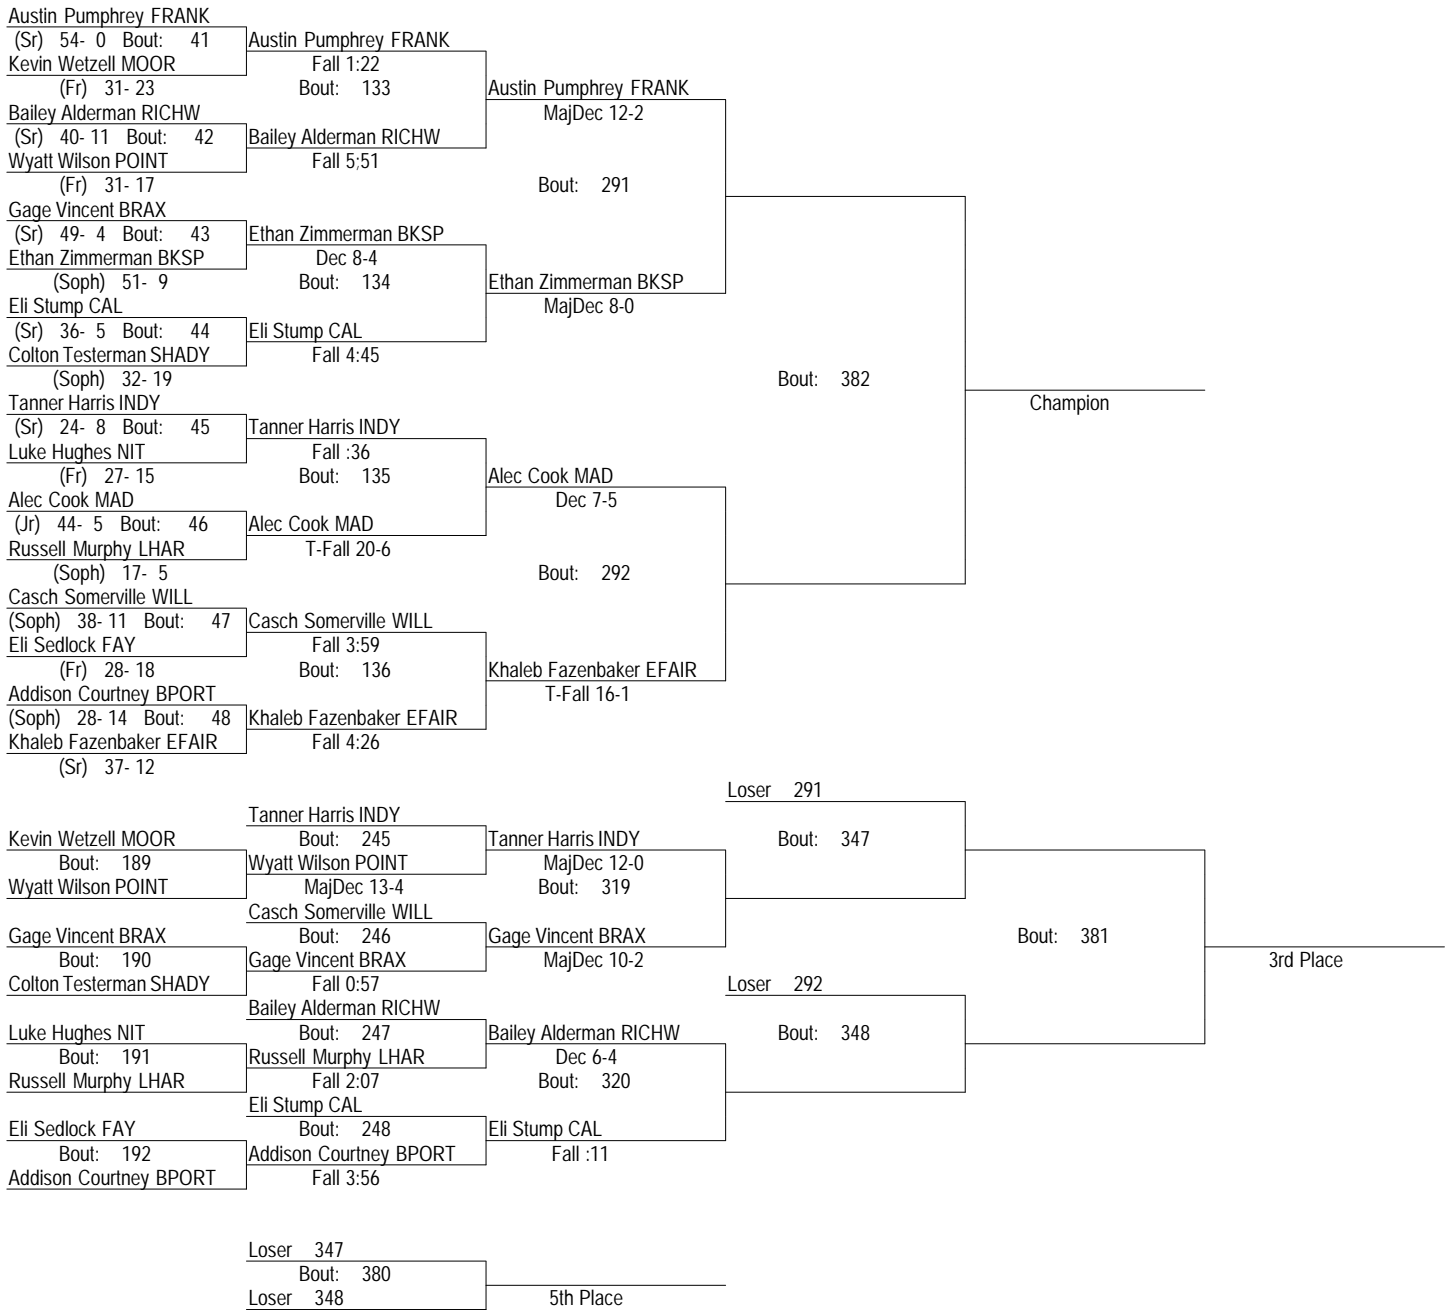 Austin Pumphrey FRANK
(Sr) 54- 0 Bout: 41
Kevin Wetzell MOOR
(Fr) 31- 23
Bailey Alderman RICHW
(Sr) 40- 11 Bout: 42
Wyatt Wilson POINT
(Fr) 31- 17
Gage Vincent BRAX
(Sr) 49- 4 Bout: 43
Ethan Zimmerman BKSP
(Soph) 51- 9
Eli Stump CAL
(Sr) 36- 5 Bout: 44
Colton Testerman SHADY
(Soph) 32- 19
Tanner Harris INDY
(Sr) 24- 8 Bout: 45
Luke Hughes NIT
(Fr) 27- 15
Alec Cook MAD
(Jr) 44- 5 Bout: 46
Russell Murphy LHAR
(Soph) 17- 5
Casch Somerville WILL
(Soph) 38- 11 Bout: 47
Eli Sedlock FAY
(Fr) 28- 18
Addison Courtney BPORT
(Soph) 28- 14 Bout: 48
Khaleb Fazenbaker EFAIR
(Sr) 37- 12
Austin Pumphrey FRANK
Fall 1:22
Bout: 133
Bailey Alderman RICHW
Fall 5;51
Ethan Zimmerman BKSP
Dec 8-4
Bout: 134
Eli Stump CAL
Fall 4:45
Tanner Harris INDY
Fall :36
Bout: 135
Alec Cook MAD
T-Fall 20-6
Casch Somerville WILL
Fall 3:59
Bout: 136
Khaleb Fazenbaker EFAIR
Fall 4:26
Austin Pumphrey FRANK
MajDec 12-2
Bout: 291
Ethan Zimmerman BKSP
MajDec 8-0
Alec Cook MAD
Dec 7-5
Bout: 292
Khaleb Fazenbaker EFAIR
T-Fall 16-1
Bout: 382
Champion
Kevin Wetzell MOOR
Bout: 189
Wyatt Wilson POINT
Gage Vincent BRAX
Bout: 190
Colton Testerman SHADY
Luke Hughes NIT
Bout: 191
Russell Murphy LHAR
Eli Sedlock FAY
Bout: 192
Addison Courtney BPORT
Tanner Harris INDY
Bout: 245
Wyatt Wilson POINT
MajDec 13-4
Casch Somerville WILL
Bout: 246
Gage Vincent BRAX
Fall 0:57
Bailey Alderman RICHW
Bout: 247
Russell Murphy LHAR
Fall 2:07
Eli Stump CAL
Bout: 248
Addison Courtney BPORT
Fall 3:56
Tanner Harris INDY
MajDec 12-0
Bout: 319
Gage Vincent BRAX
MajDec 10-2
Bailey Alderman RICHW
Dec 6-4
Bout: 320
Eli Stump CAL
Fall :11
Loser 291
Bout: 347
Loser 292
Bout: 348
Bout: 381
3rd Place
Loser 347
Bout: 380
Loser 348
5th Place